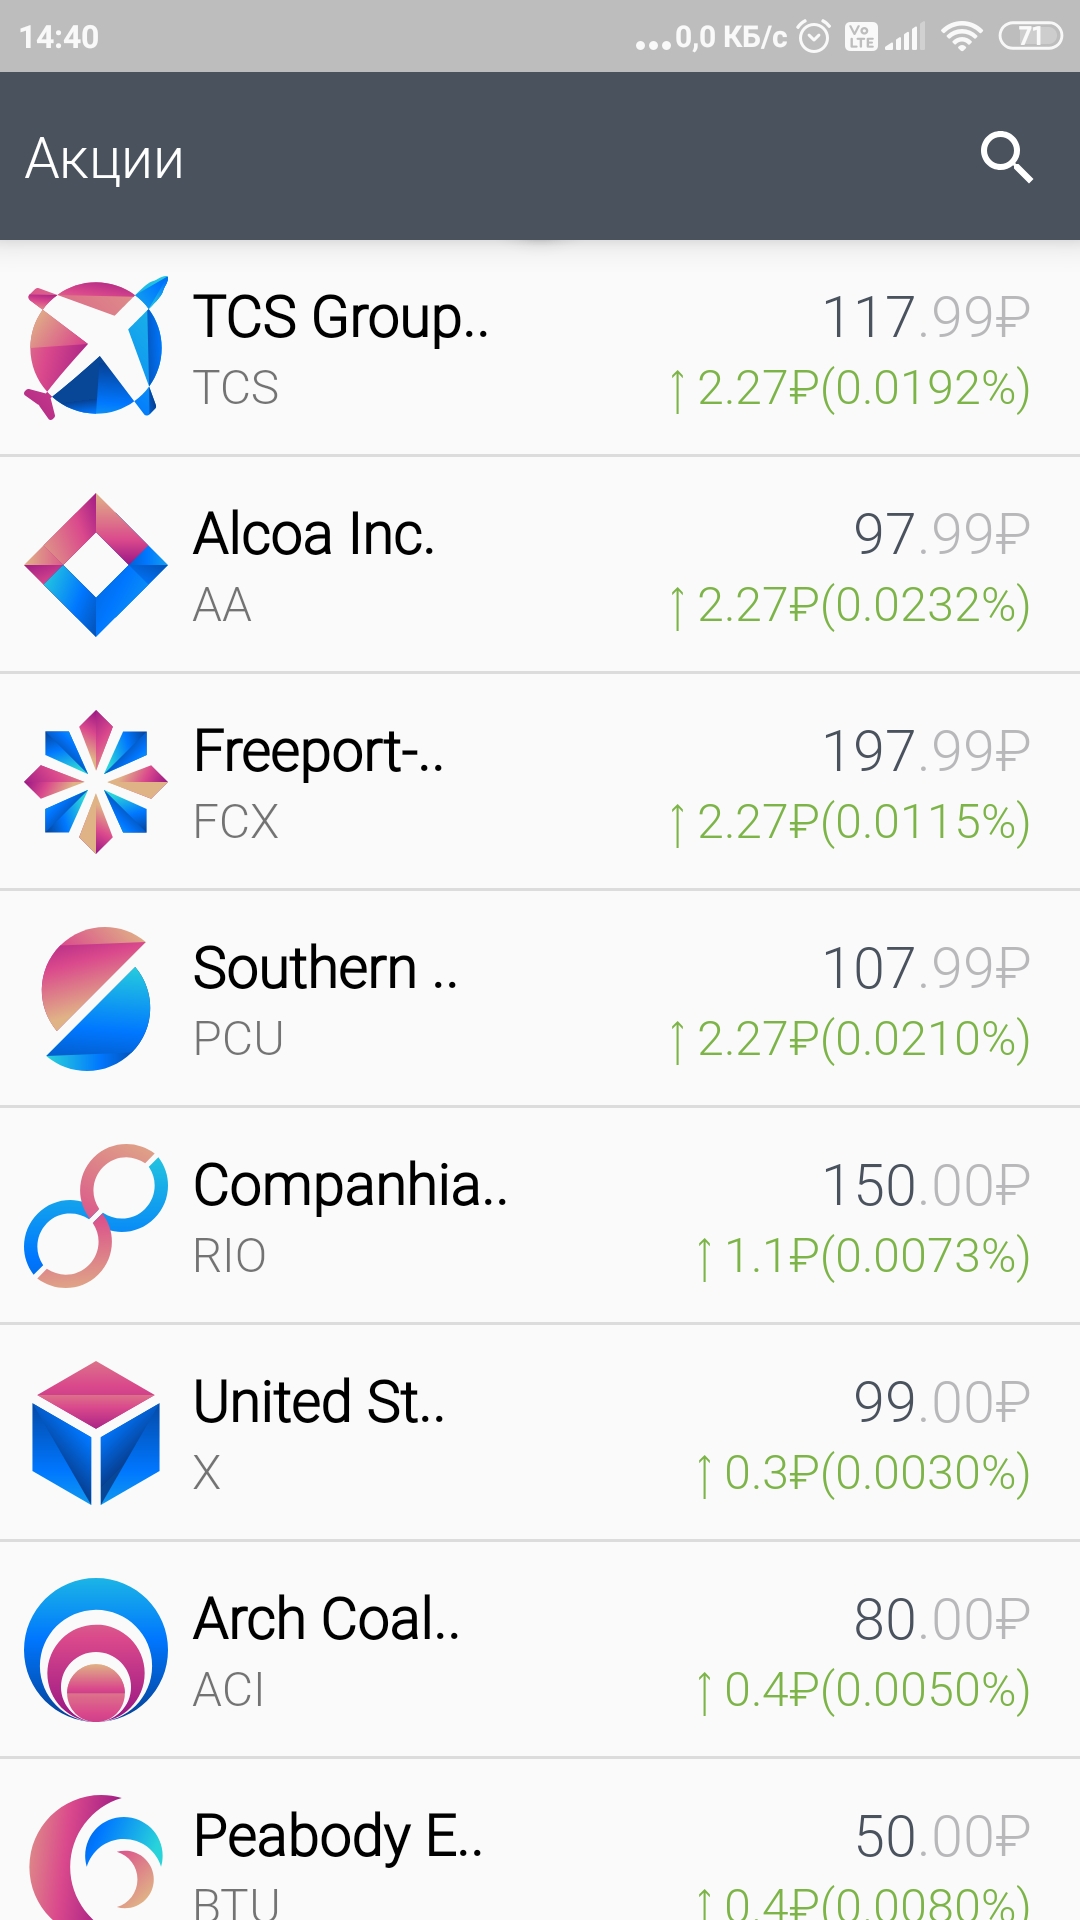 14:40 ...0,0 КБ/с Vo LTE 71
Акции
TCS Group.. 117.99₽
TCS ↑ 2.27₽(0.0192%)
Alcoa Inc. 97.99₽
AA ↑ 2.27₽(0.0232%)
Freeport-.. 197.99₽
FCX ↑ 2.27₽(0.0115%)
Southern .. 107.99₽
PCU ↑ 2.27₽(0.0210%)
Companhia.. 150.00₽
RIO ↑ 1.1₽(0.0073%)
United St.. 99.00₽
X ↑ 0.3₽(0.0030%)
Arch Coal.. 80.00₽
ACI ↑ 0.4₽(0.0050%)
Peabody E.. 50.00₽
BTU ↑ 0.4₽(0.0080%)